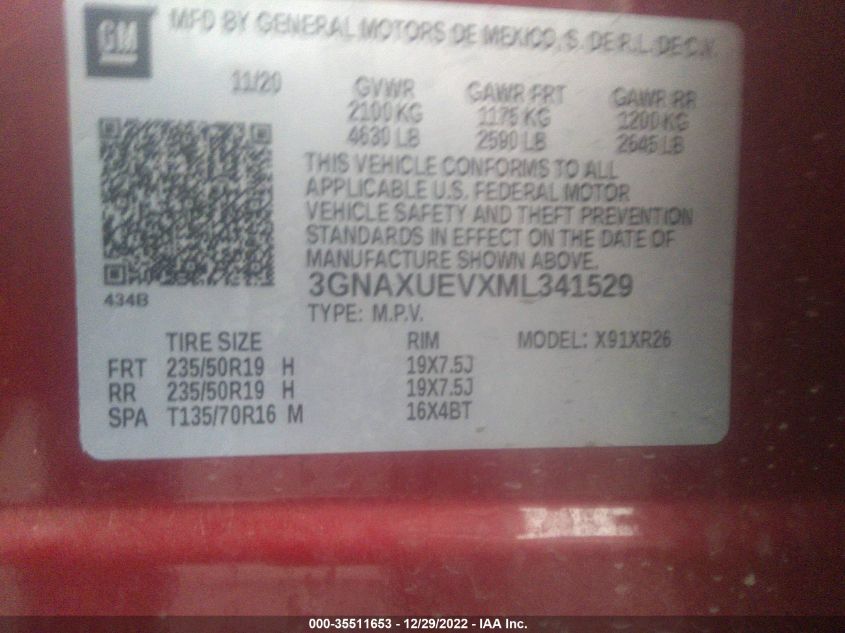 GM
MFD BY GENERAL MOTORS DE MEXICO, S. DE R.L. DE C.V.
11/20 GVWR GAWR FRT GAWR RR
2100 KG 1175 KG 1200 KG
4630 LB 2590 LB 2645 LB
THIS VEHICLE CONFORMS TO ALL
APPLICABLE U.S. FEDERAL MOTOR
VEHICLE SAFETY AND THEFT PREVENTION
STANDARDS IN EFFECT ON THE DATE OF
MANUFACTURE SHOWN ABOVE.
434B
3GNAXUEVXML341529
TYPE: M.P.V.
TIRE SIZE RIM MODEL: X91XR26
FRT 235/50R19 H 19X7.5J
RR 235/50R19 H 19X7.5J
SPA T135/70R16 M 16X4BT
000-35511653 - 12/29/2022 - IAA Inc.